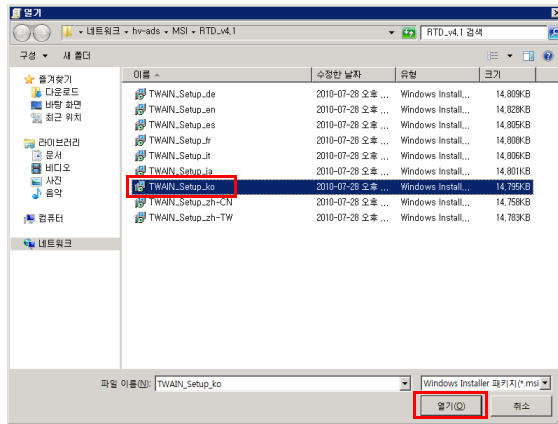 열기
▸ 네트워크 ▸ hv-ads ▸ MSI ▸ RTD_v4.1
RTD_v4.1 검색
구성 ▾ 새 폴더
이름 수정한 날짜 유형 크기
즐겨찾기
다운로드
바탕 화면
최근 위치
라이브러리
문서
비디오
사진
음악
컴퓨터
네트워크
TWAIN_Setup_de 2010-07-28 오후 ... Windows Install... 14,809KB
TWAIN_Setup_en 2010-07-28 오후 ... Windows Install... 14,828KB
TWAIN_Setup_es 2010-07-28 오후 ... Windows Install... 14,805KB
TWAIN_Setup_fr 2010-07-28 오후 ... Windows Install... 14,808KB
TWAIN_Setup_it 2010-07-28 오후 ... Windows Install... 14,806KB
TWAIN_Setup_ja 2010-07-28 오후 ... Windows Install... 14,801KB
TWAIN_Setup_ko 2010-07-28 오후 ... Windows Install... 14,795KB
TWAIN_Setup_zh-CN 2010-07-28 오후 ... Windows Install... 14,758KB
TWAIN_Setup_zh-TW 2010-07-28 오후 ... Windows Install... 14,783KB
파일 이름(N): TWAIN_Setup_ko
Windows Installer 패키지(*.msi
열기(O) 취소